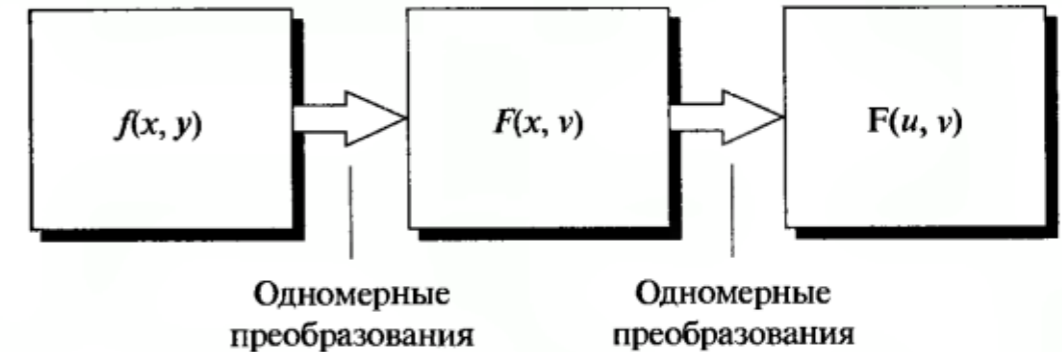 f(x, y)
F(x, v)
F(u, v)
Одномерные
преобразования
Одномерные
преобразования